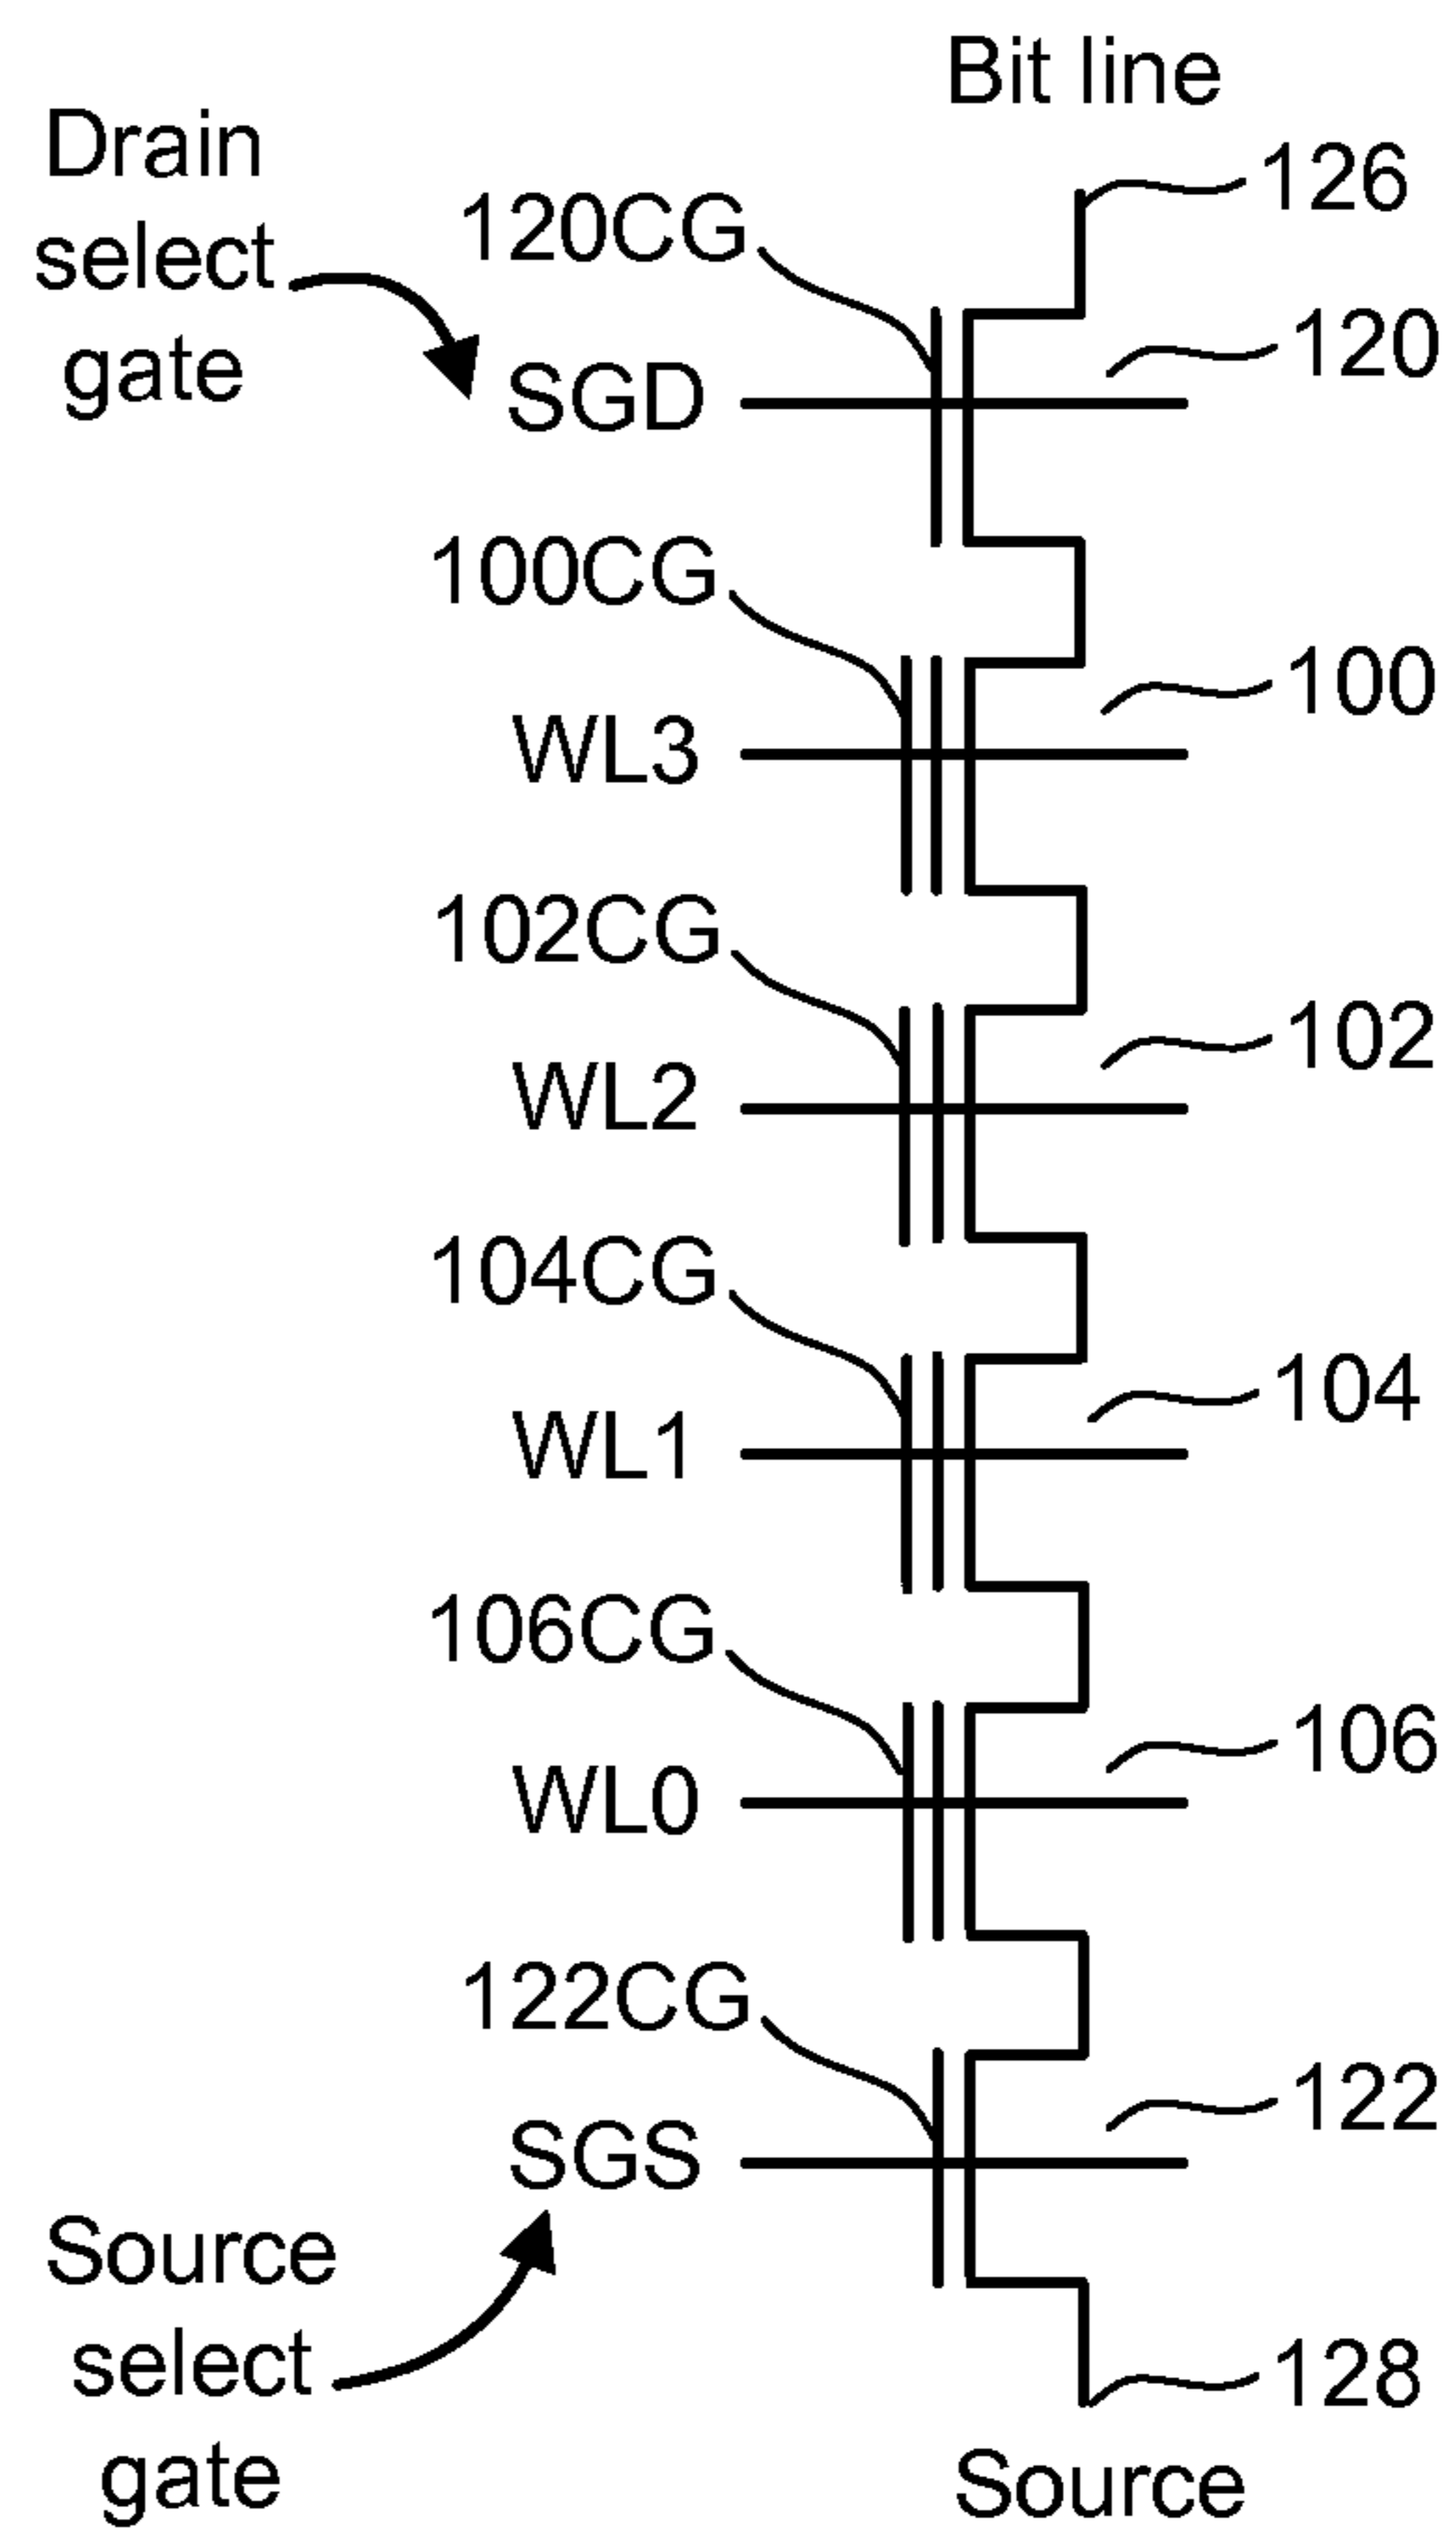 Bit line
126
Drain
select
gate
120CG
120
SGD
100CG
100
WL3
102CG
102
WL2
104CG
104
WL1
106CG
106
WL0
122CG
122
SGS
Source
select
gate
128
Source